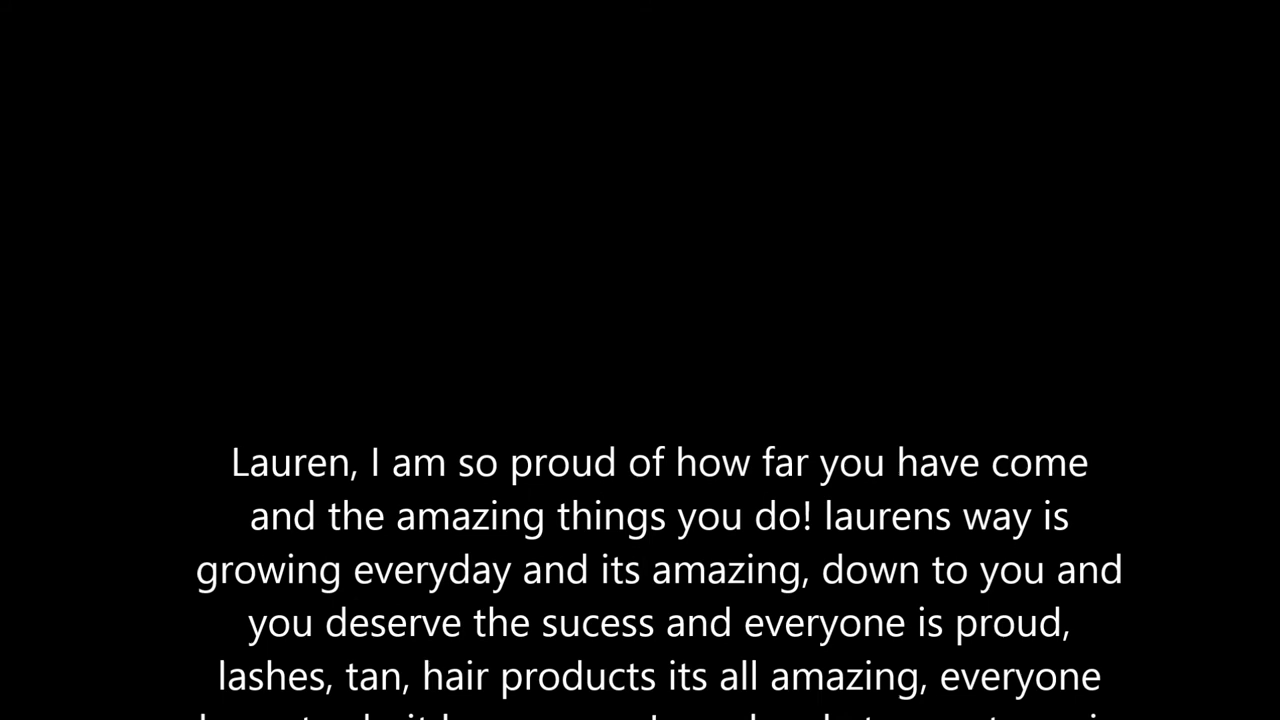 Lauren, I am so proud of how far you have come
and the amazing things you do! laurens way is
growing everyday and its amazing, down to you and
you deserve the sucess and everyone is proud,
lashes, tan, hair products its all amazing, everyone